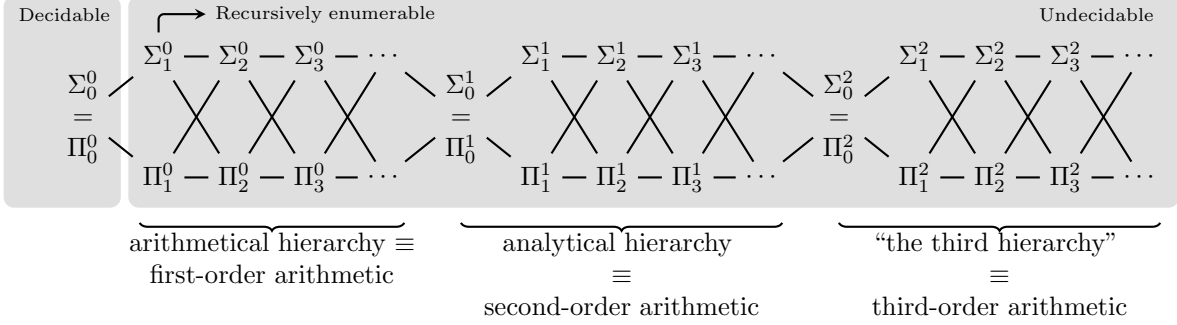 Decidable
Recursively enumerable
Undecidable
Σ⁰₁ Σ⁰₂ Σ⁰₃ ⋯ Σ¹₁ Σ¹₂ Σ¹₃ ⋯ Σ²₁ Σ²₂ Σ²₃ ⋯
Σ⁰₀ Σ¹₀ Σ²₀
= = =
Π⁰₀ Π¹₀ Π²₀
Π⁰₁ Π⁰₂ Π⁰₃ ⋯ Π¹₁ Π¹₂ Π¹₃ ⋯ Π²₁ Π²₂ Π²₃ ⋯
arithmetical hierarchy ≡
first-order arithmetic
analytical hierarchy
≡
second-order arithmetic
“the third hierarchy”
≡
third-order arithmetic